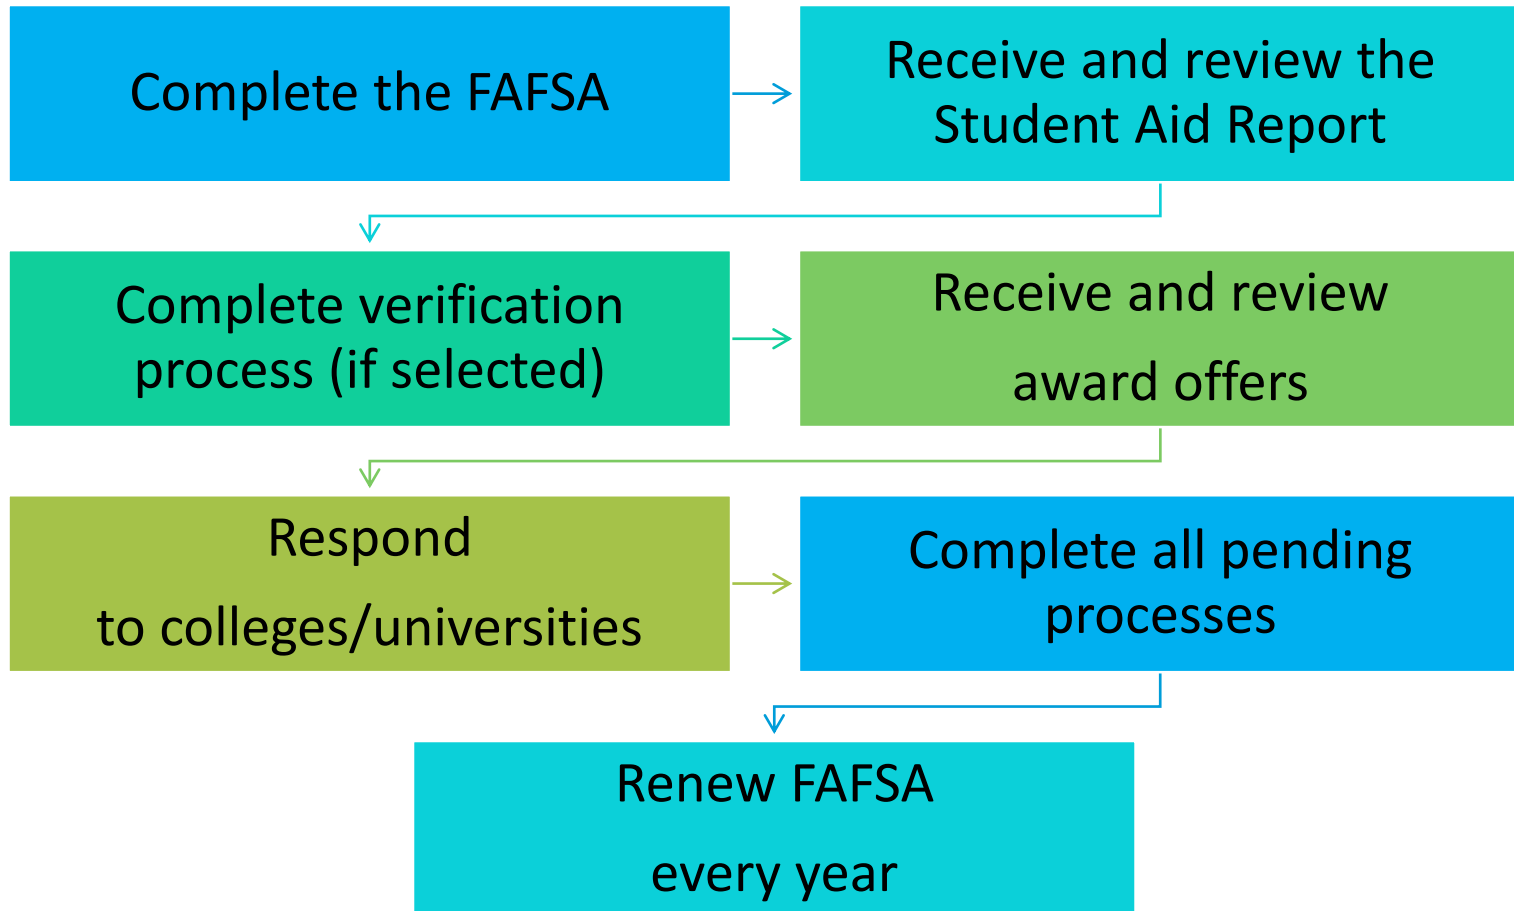 Complete the FAFSA
Receive and review the
Student Aid Report
Complete verification
process (if selected)
Receive and review
award offers
Respond
to colleges/universities
Complete all pending
processes
Renew FAFSA
every year